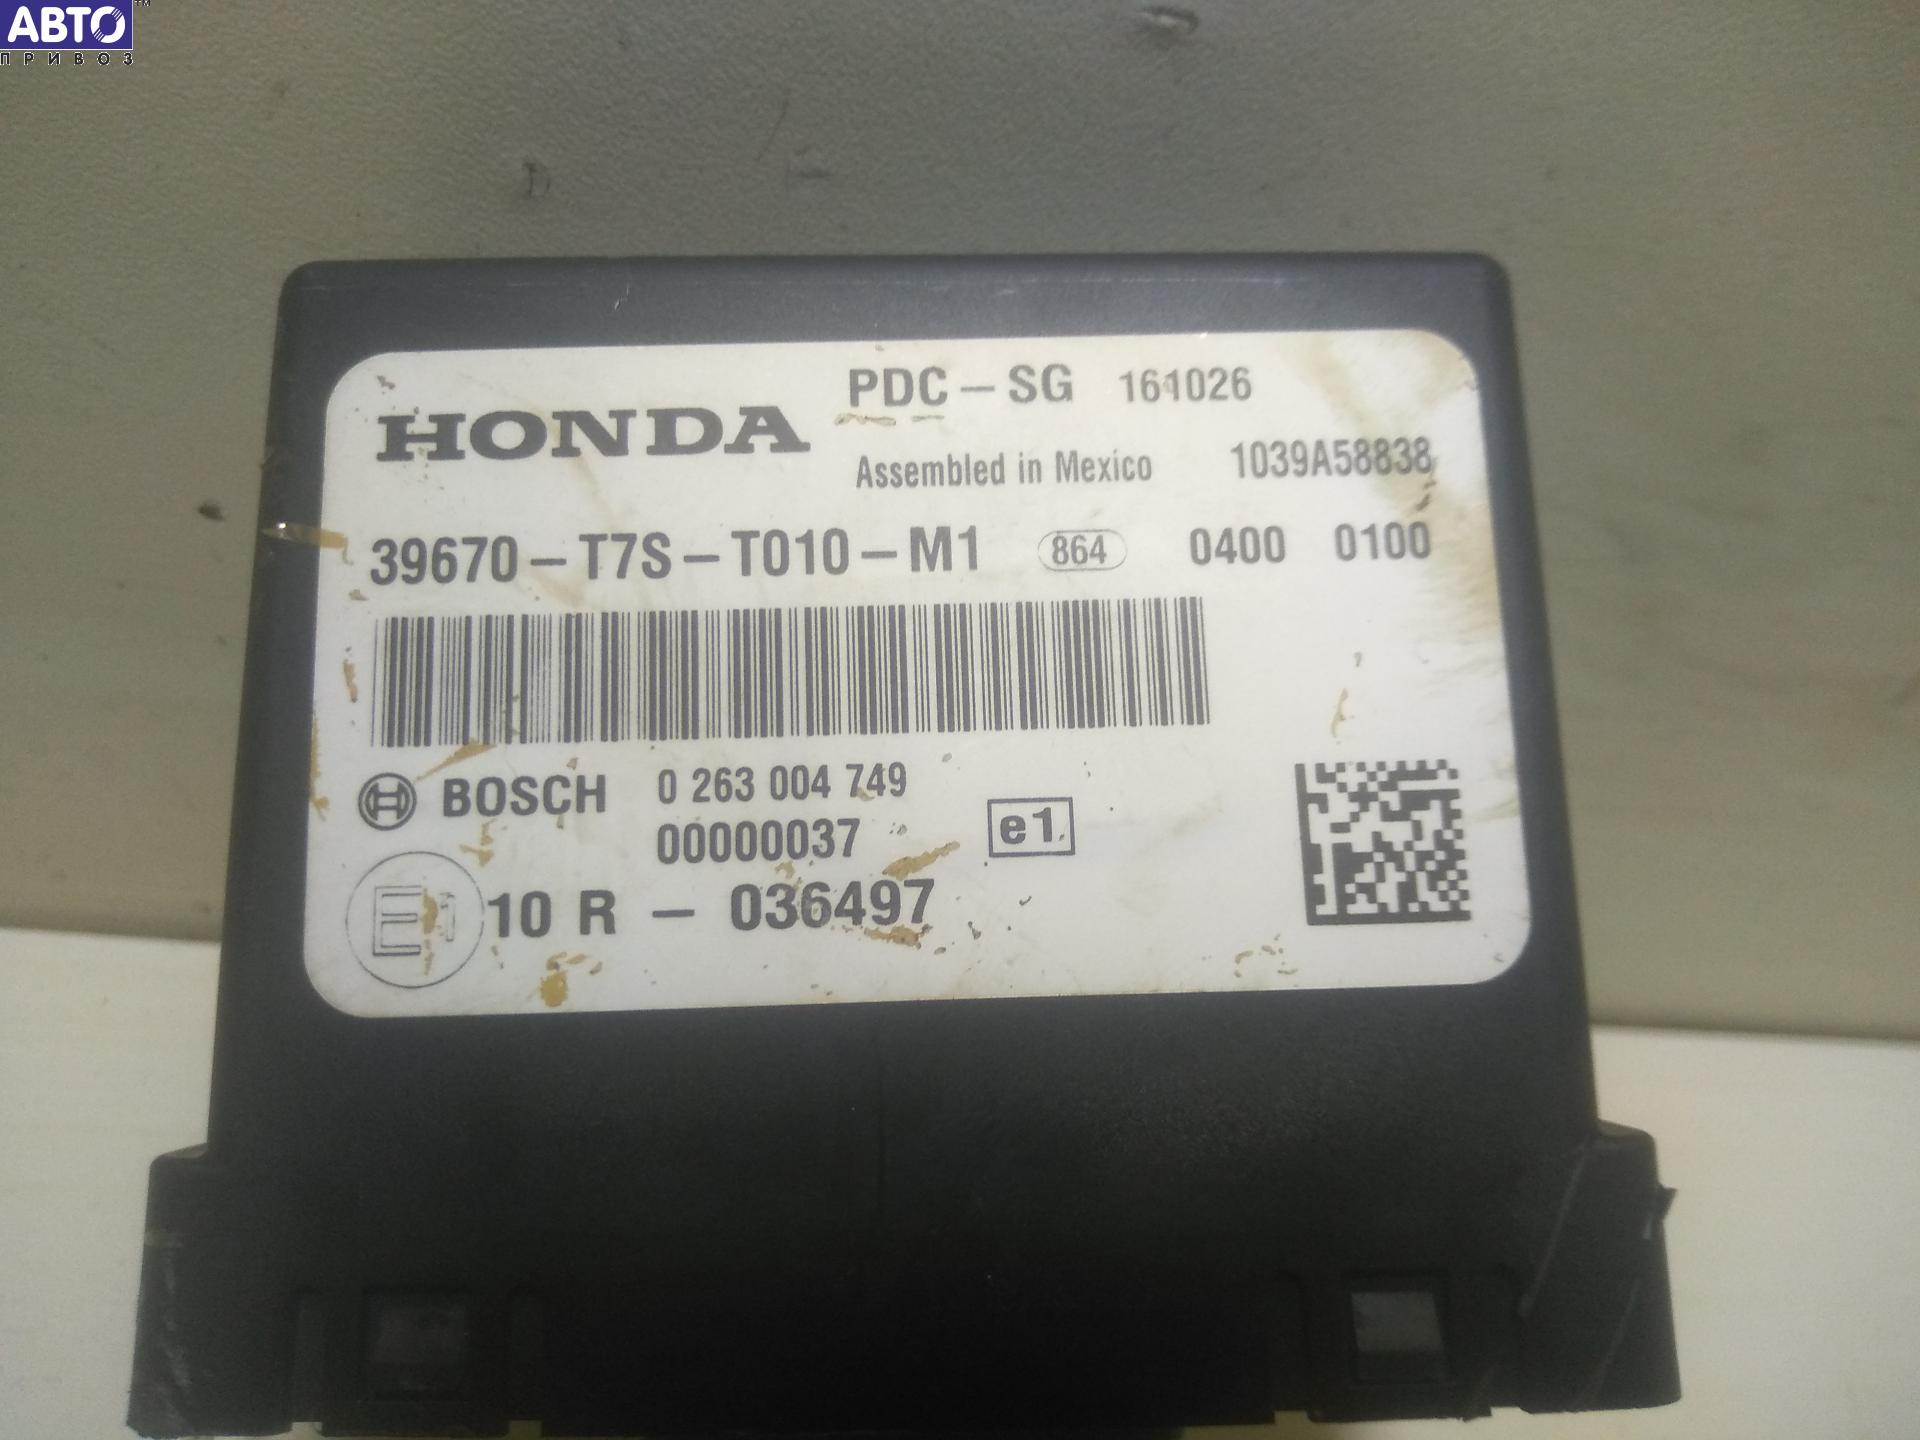 АВТО™
ПРИВОЗ
HONDA PDC – SG 161026
Assembled in Mexico 1039A58838
39670 – T7S – T010 – M1 864 0400 0100
BOSCH 0 263 004 749
00000037 e1
E1 10 R – 036497